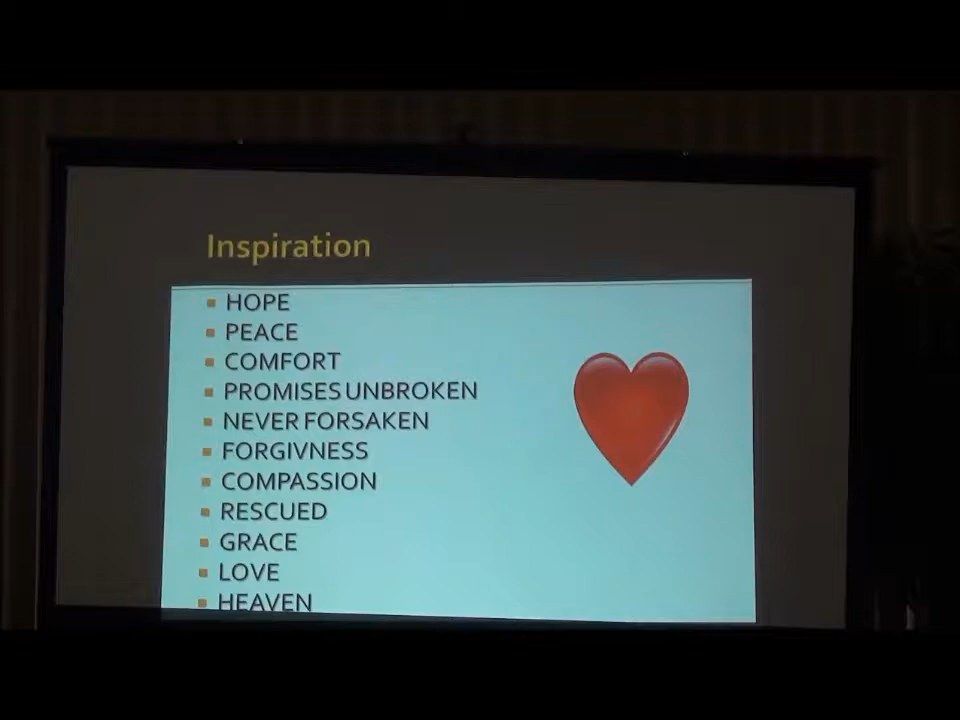 Inspiration
HOPE
PEACE
COMFORT
PROMISES UNBROKEN
NEVER FORSAKEN
FORGIVNESS
COMPASSION
RESCUED
GRACE
LOVE
HEAVEN